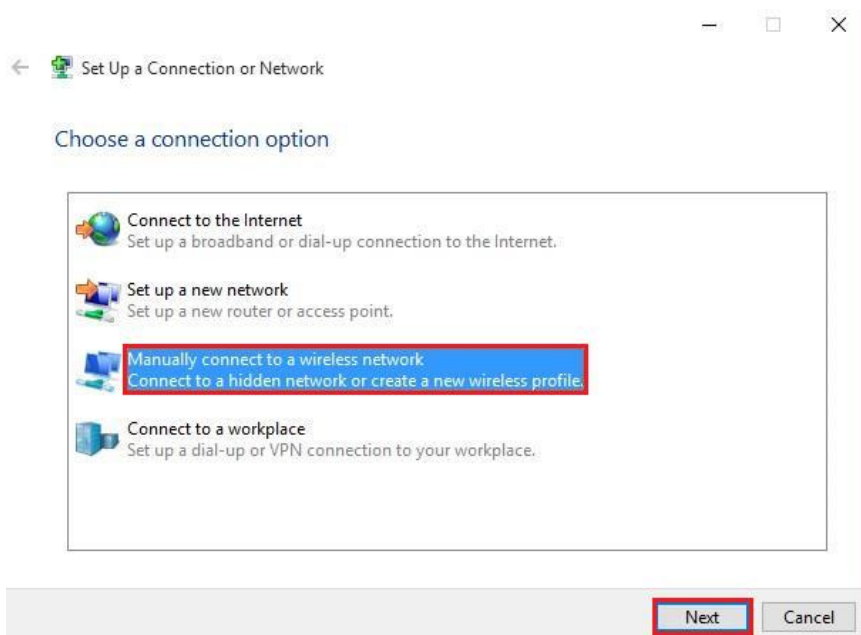 Set Up a Connection or Network
Choose a connection option
Connect to the Internet
Set up a broadband or dial-up connection to the Internet.
Set up a new network
Set up a new router or access point.
Manually connect to a wireless network
Connect to a hidden network or create a new wireless profile.
Connect to a workplace
Set up a dial-up or VPN connection to your workplace.
Next Cancel